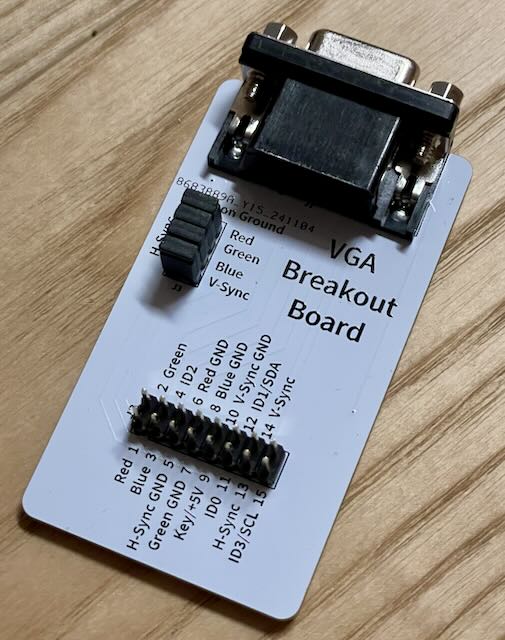 8683889A_Y15_241104
on Ground
H-Sync
Red
Green
Blue
V-Sync
J3
VGA
Breakout
Board
2 Green
4 ID2
6 Red GND
8 Blue GND
10 V-Sync GND
12 ID1/SDA
14 V-Sync
Red 1
Blue 3
H-Sync GND 5
Green GND 7
Key/+5V 9
ID0 11
H-Sync 13
ID3/SCL 15